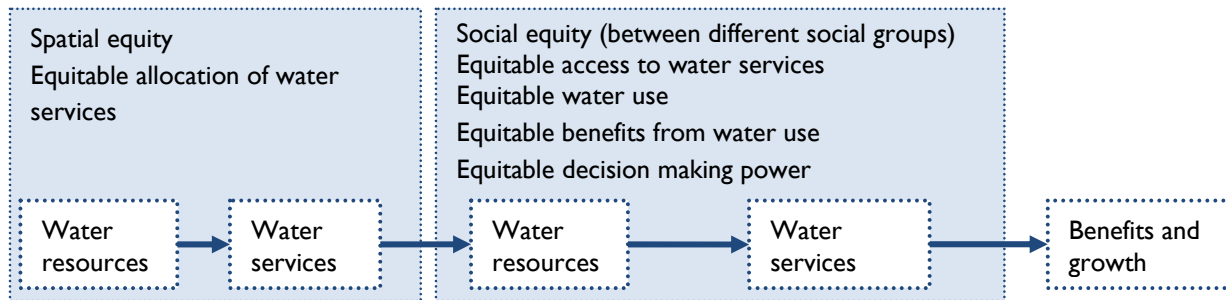 Spatial equity
Equitable allocation of water
services
Social equity (between different social groups)
Equitable access to water services
Equitable water use
Equitable benefits from water use
Equitable decision making power
Water
resources
Water
services
Water
resources
Water
services
Benefits and
growth